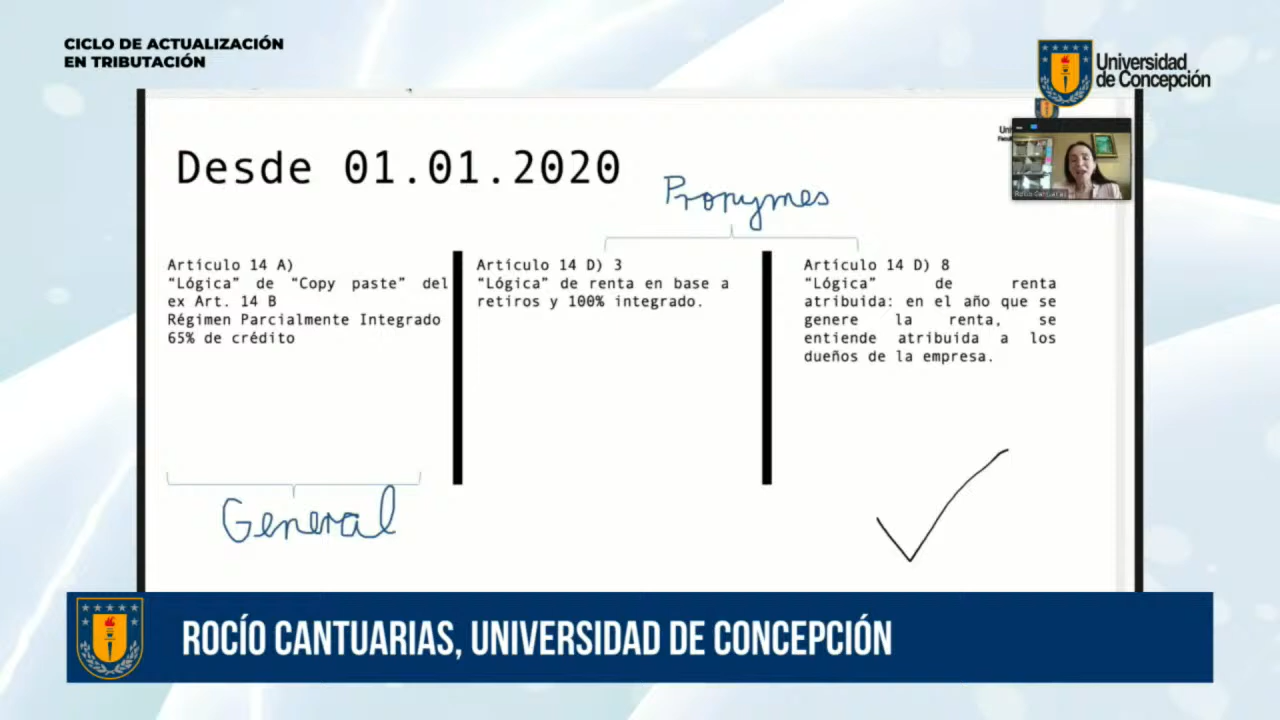 CICLO DE ACTUALIZACIÓN
EN TRIBUTACIÓN
Universidad
de Concepción
Desde 01.01.2020
Propymes
Rocío Cantuarias
Artículo 14 A)
“Lógica” de “Copy paste” del
ex Art. 14 B
Régimen Parcialmente Integrado
65% de crédito
Artículo 14 D) 3
“Lógica” de renta en base a
retiros y 100% integrado.
Artículo 14 D) 8
“Lógica” de renta
atribuida: en el año que se
genere la renta, se
entiende atribuida a los
dueños de la empresa.
General
ROCÍO CANTUARIAS, UNIVERSIDAD DE CONCEPCIÓN